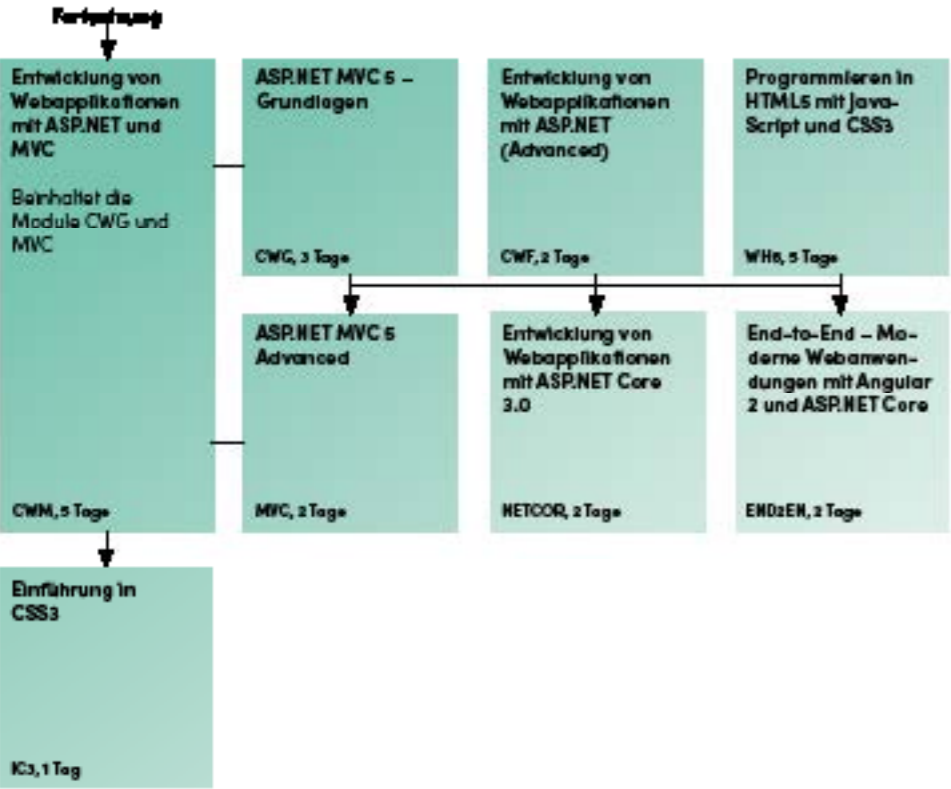 Entwicklung von
Webapplikationen
mit ASP.NET und
MVC
Beinhaltet die
Module CWG und
MVC
CWM, 5 Tage
ASP.NET MVC 5 –
Grundlagen
CWG, 3 Tage
Entwicklung von
Webapplikationen
mit ASP.NET
(Advanced)
CWF, 2 Tage
Programmieren in
HTML5 mit Java-
Script und CSS3
5 Tage
ASP.NET MVC 5
Advanced
MVC, 2 Tage
Entwicklung von
Webapplikationen
mit ASP.NET Core
3.0
NETCOR, 2 Tage
End-to-End – Mo-
derne Webanwen-
dungen mit Angular
2 und ASP.NET Core
END2EN, 2 Tage
Einführung in
CSS3
IC3, 1 Tag